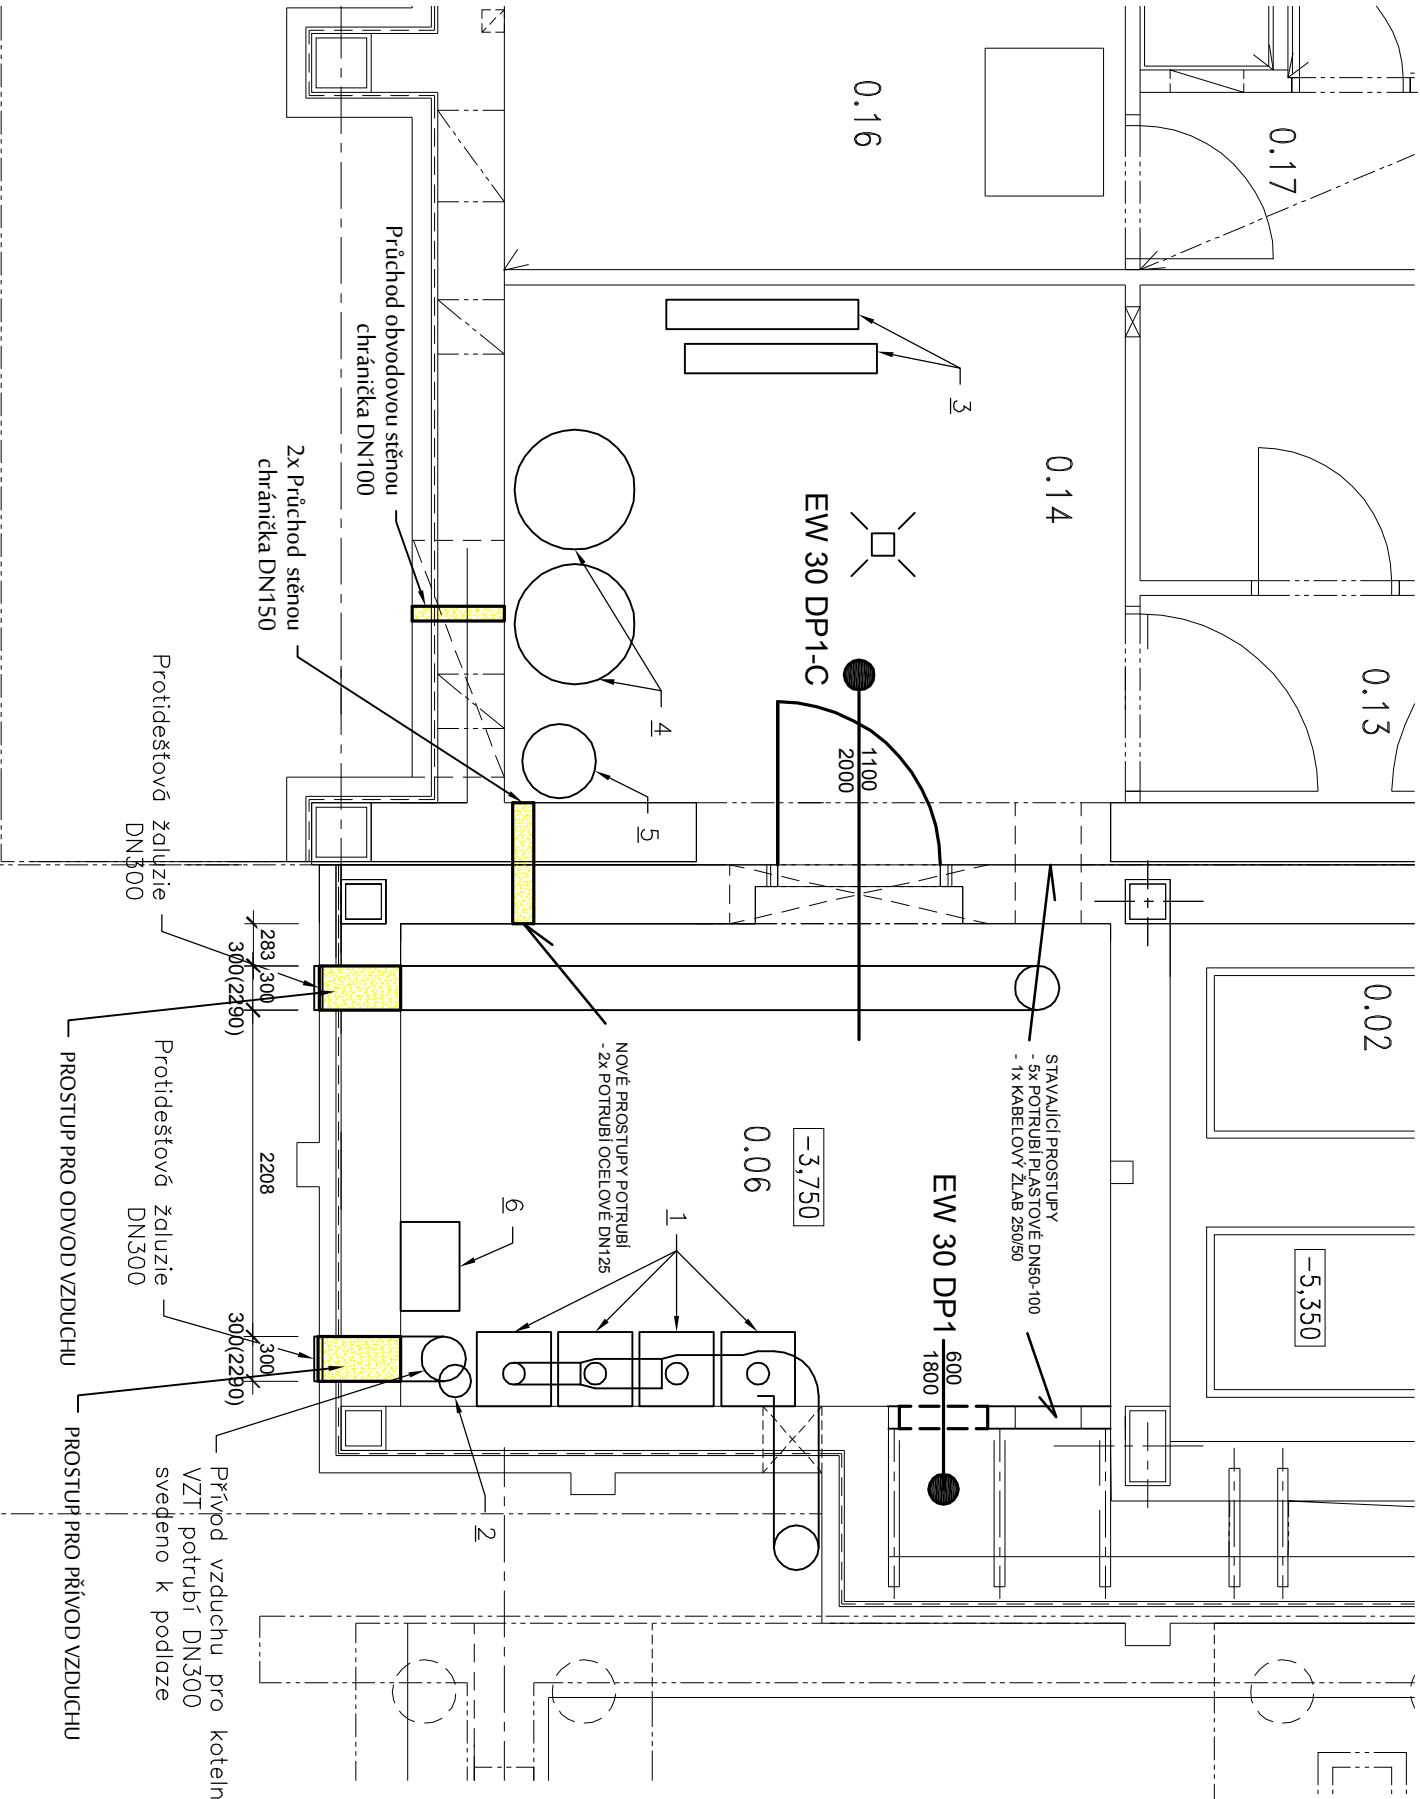 0.16
0.17
Průchod obvodovou stěnou
chránička DN100
3
2x Průchod stěnou
chránička DN150
0.14
EW 30 DP1-C
1100
2000
0.13
4
5
Protidešťová žaluzie
DN300
283
300
300(2290)
2208
300
300(2290)
PROSTUP PRO ODVOD VZDUCHU
Protidešťová žaluzie
DN300
PROSTUP PRO PŘÍVOD VZDUCHU
Přívod vzduchu pro koteln
VZT potrubí DN300
svedeno k podlaze
NOVÉ PROSTUPY POTRUBÍ
- 2x POTRUBÍ OCELOVÉ DN125
STAVAJÍCÍ PROSTUPY
- 5x POTRUBÍ PLASTOVÉ DN50-100
- 1x KABELOVÝ ŽLAB 250/50
0.02
-3,750
0.06
EW 30 DP1
600
1800
-5,350
6
1
2